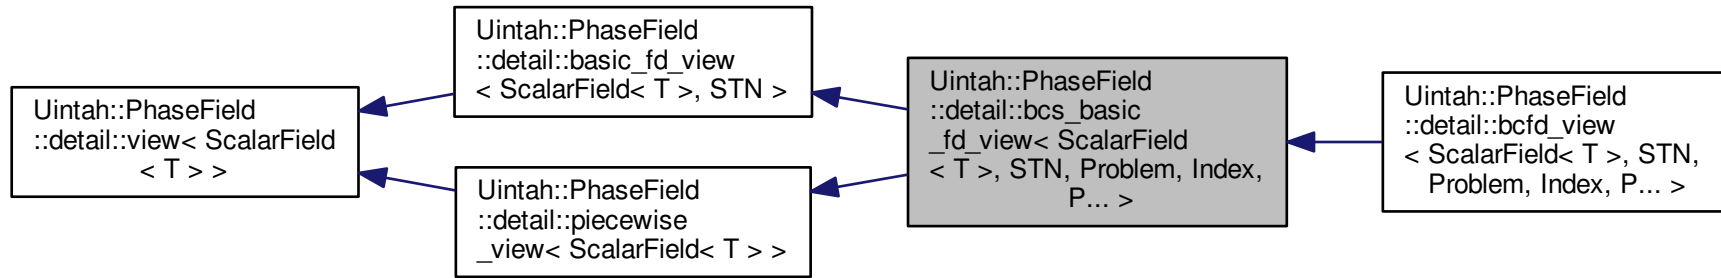 Uintah::PhaseField
::detail::view< ScalarField
< T > >
Uintah::PhaseField
::detail::basic_fd_view
< ScalarField< T >, STN >
Uintah::PhaseField
::detail::piecewise
_view< ScalarField< T > >
Uintah::PhaseField
::detail::bcs_basic
_fd_view< ScalarField
< T >, STN, Problem, Index,
P... >
Uintah::PhaseField
::detail::bcfd_view
< ScalarField< T >, STN,
Problem, Index, P... >